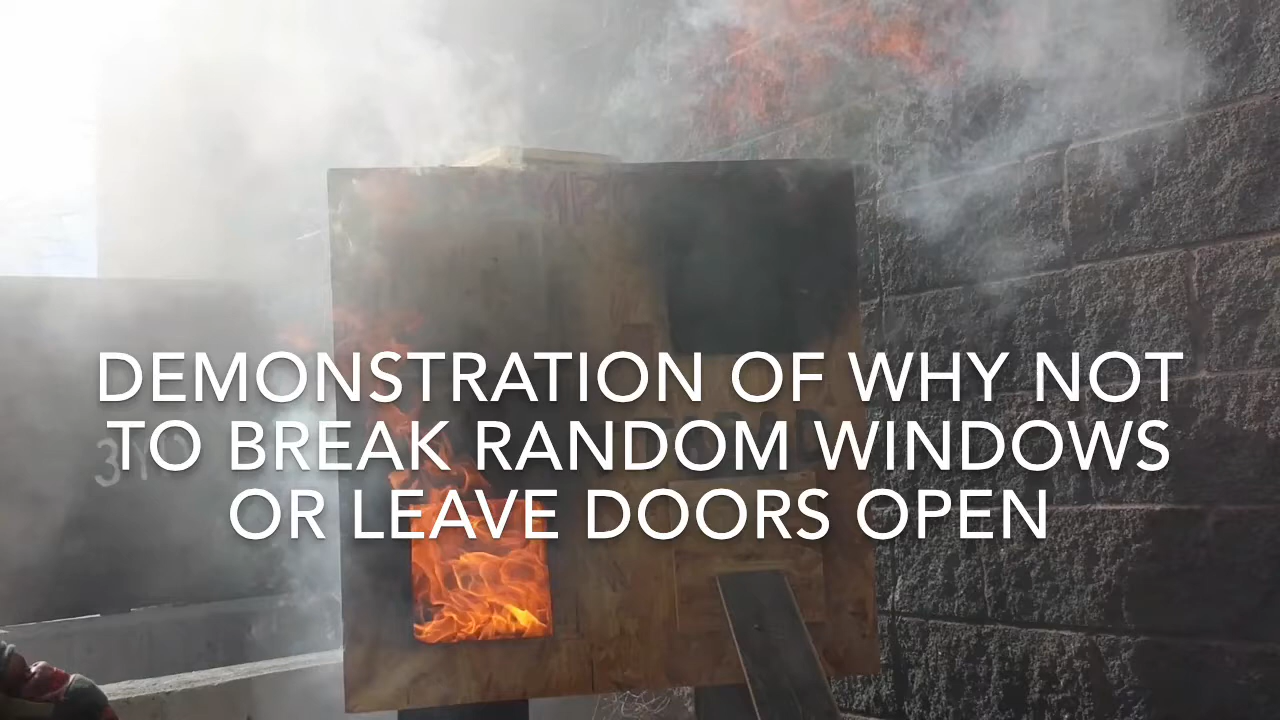 DEMONSTRATION OF WHY NOT
TO BREAK RANDOM WINDOWS
OR LEAVE DOORS OPEN